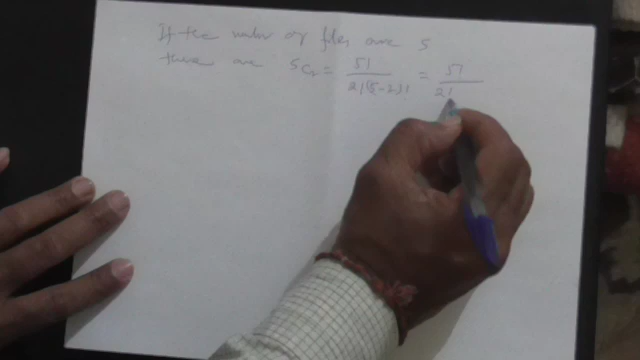 If the number of files are 5
there are 5C₂ = 5! / 2!(5-2)! = 5! / 2!